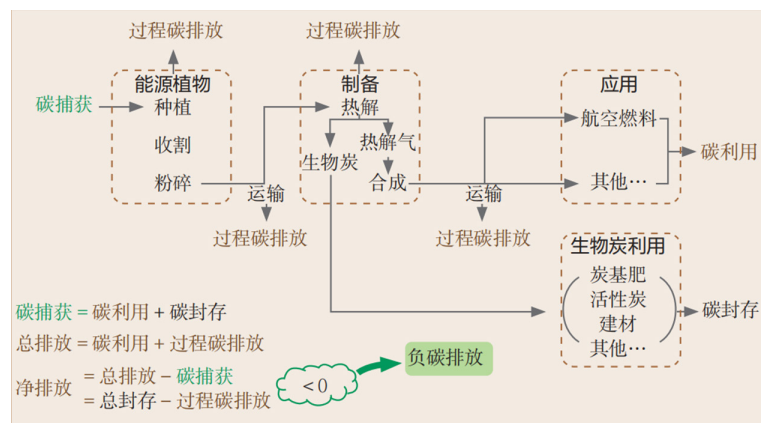 过程碳排放
过程碳排放
能源植物
制备
应用
碳捕获
种植
热解
航空燃料
收割
热解气
生物炭
碳利用
粉碎
运输
合成
运输
其他…
过程碳排放
过程碳排放
生物炭利用
炭基肥
活性炭
建材
其他…
碳封存
碳捕获=碳利用+碳封存
总排放=碳利用+过程碳排放
净排放
=总排放-碳捕获
=总封存-过程碳排放
<0
负碳排放